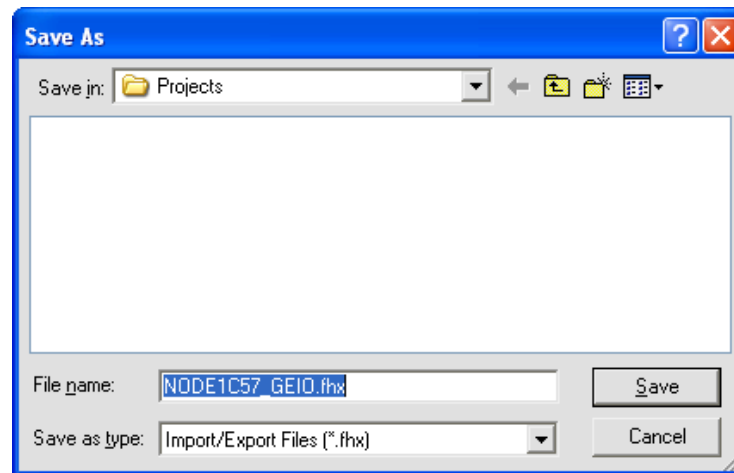 Save As
Save in: Projects
File name: NODE1C57_GEIO.fhx Save
Save as type: Import/Export Files (*.fhx) Cancel